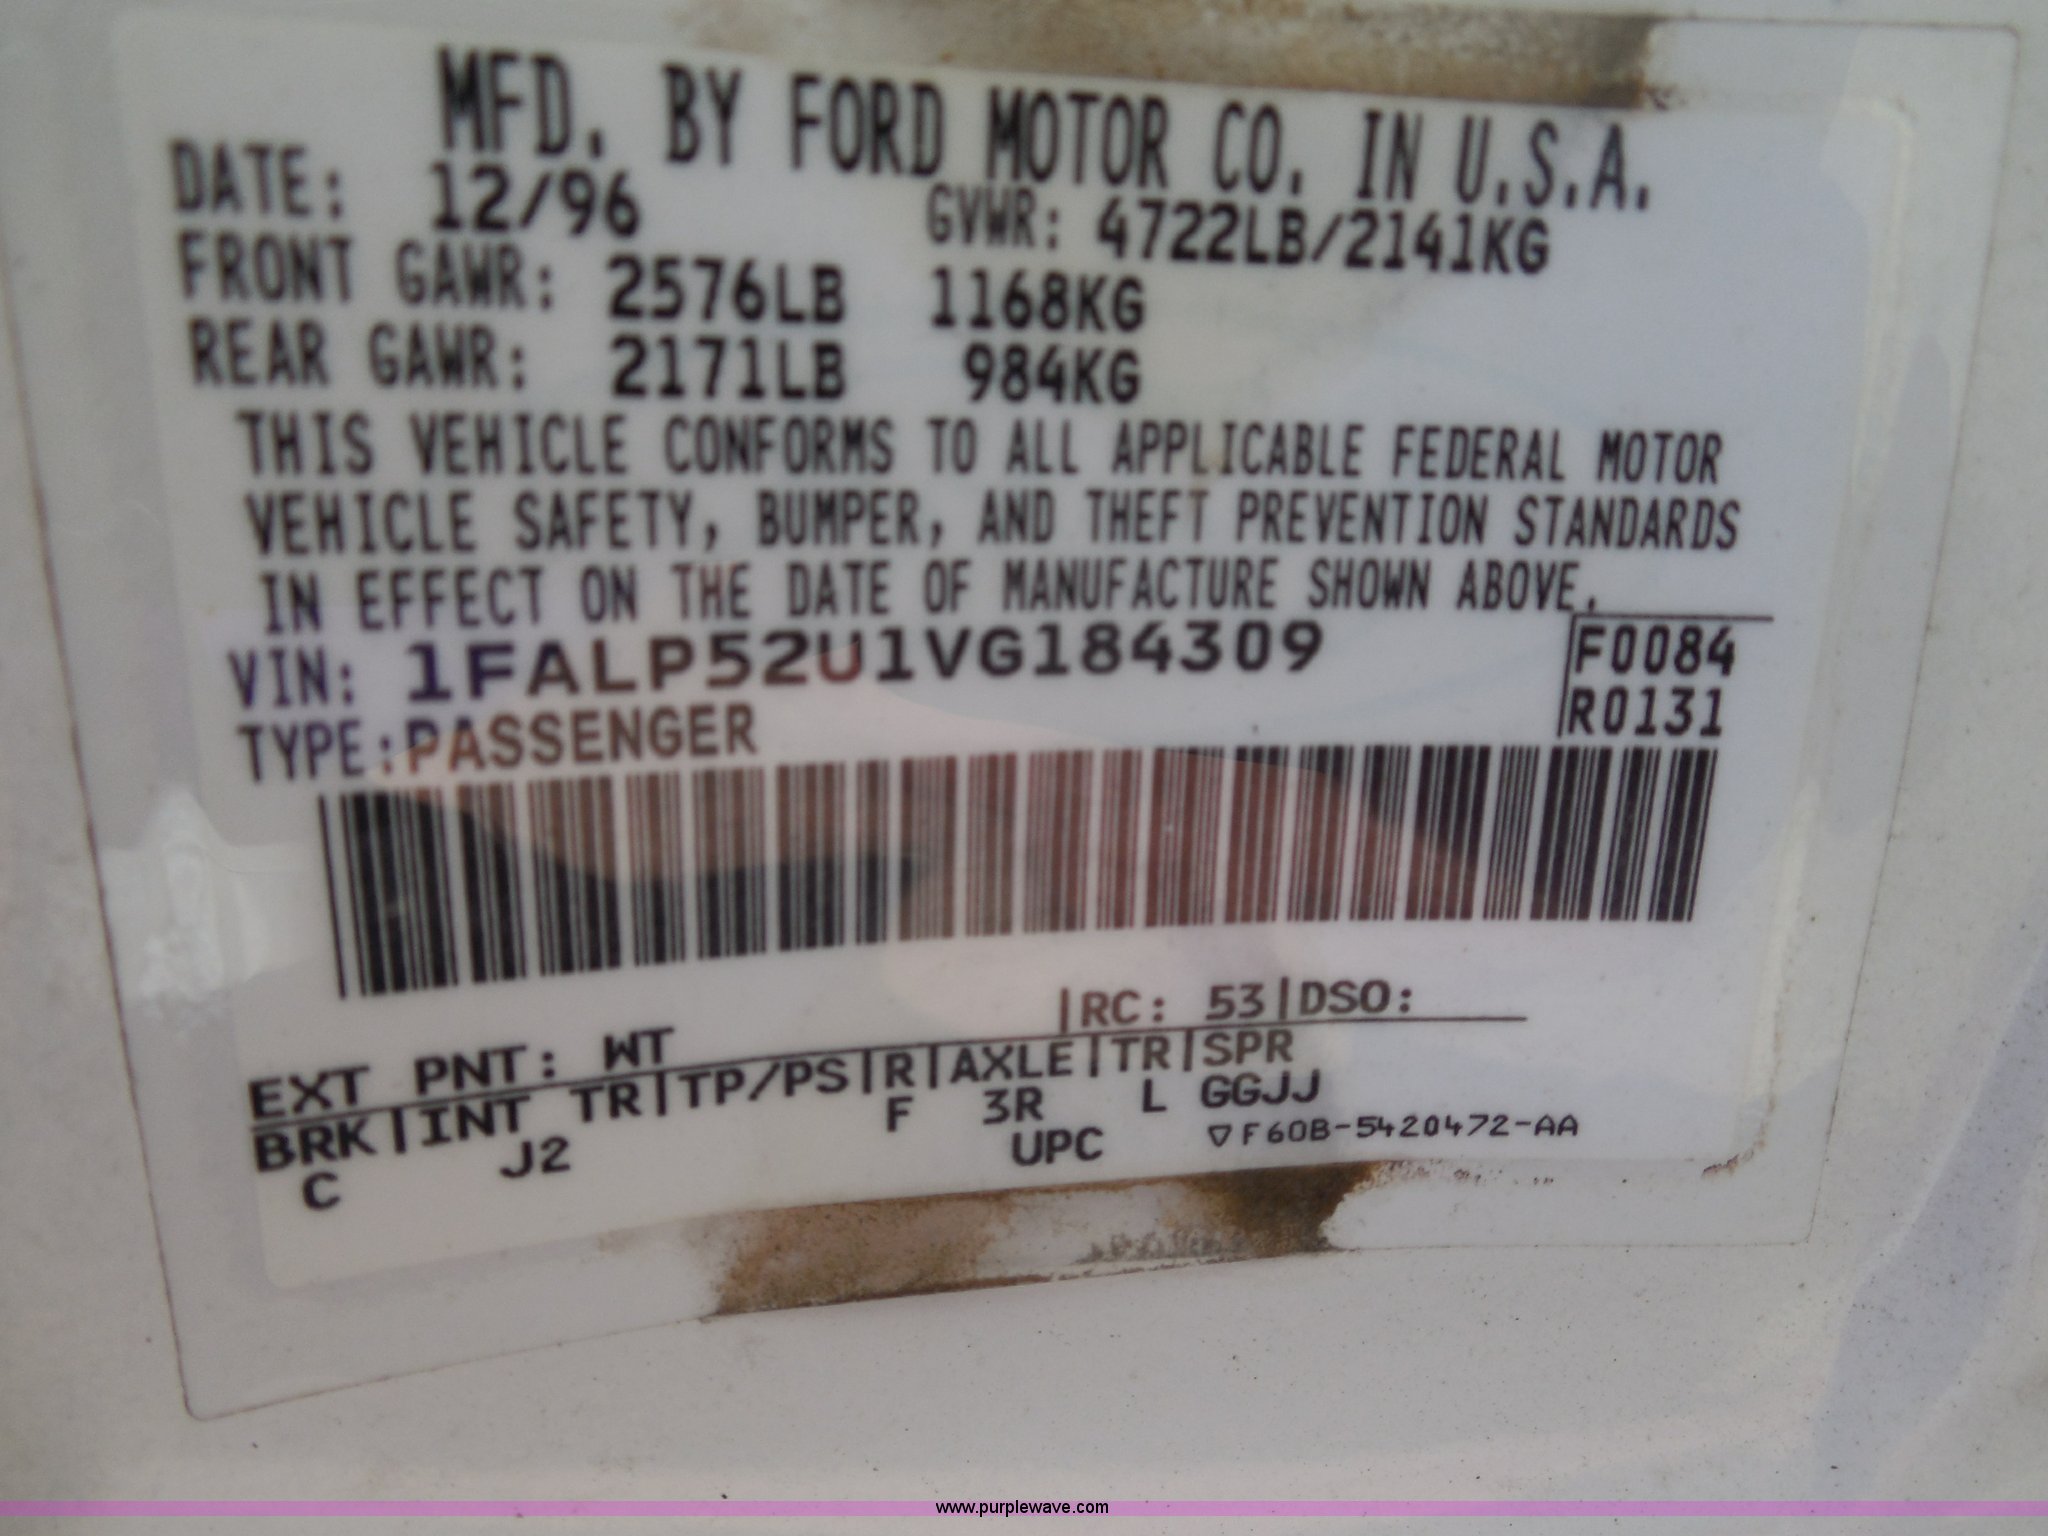 MFD. BY FORD MOTOR CO. IN U.S.A.
DATE: 12/96 GVWR: 4722LB/2141KG
FRONT GAWR: 2576LB 1168KG
REAR GAWR: 2171LB 984KG
THIS VEHICLE CONFORMS TO ALL APPLICABLE FEDERAL MOTOR
VEHICLE SAFETY, BUMPER, AND THEFT PREVENTION STANDARDS
IN EFFECT ON THE DATE OF MANUFACTURE SHOWN ABOVE.
VIN: 1FALP52U1VG184309 F0084
TYPE:PASSENGER R0131
EXT PNT: WT |RC: 53|DSO:
BRK|INT TR|TP/PS|R|AXLE|TR|SPR
C J2 F 3R L GGJJ
UPC ▽F60B-5420472-AA
www.purplewave.com